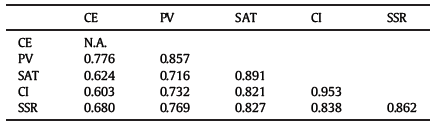 CE PV SAT CI SSR
CE N.A.
PV 0.776 0.857
SAT 0.624 0.716 0.891
CI 0.603 0.732 0.821 0.953
SSR 0.680 0.769 0.827 0.838 0.862